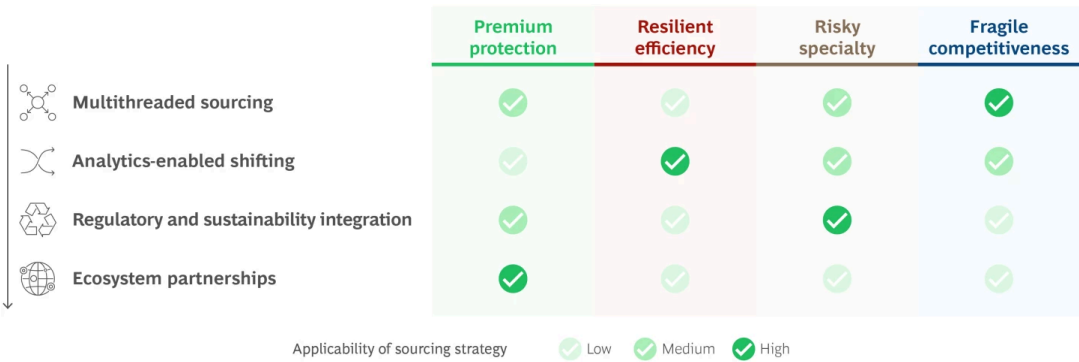 Premium protection
Resilient efficiency
Risky specialty
Fragile competitiveness
Multithreaded sourcing
Analytics-enabled shifting
Regulatory and sustainability integration
Ecosystem partnerships
Applicability of sourcing strategy Low Medium High